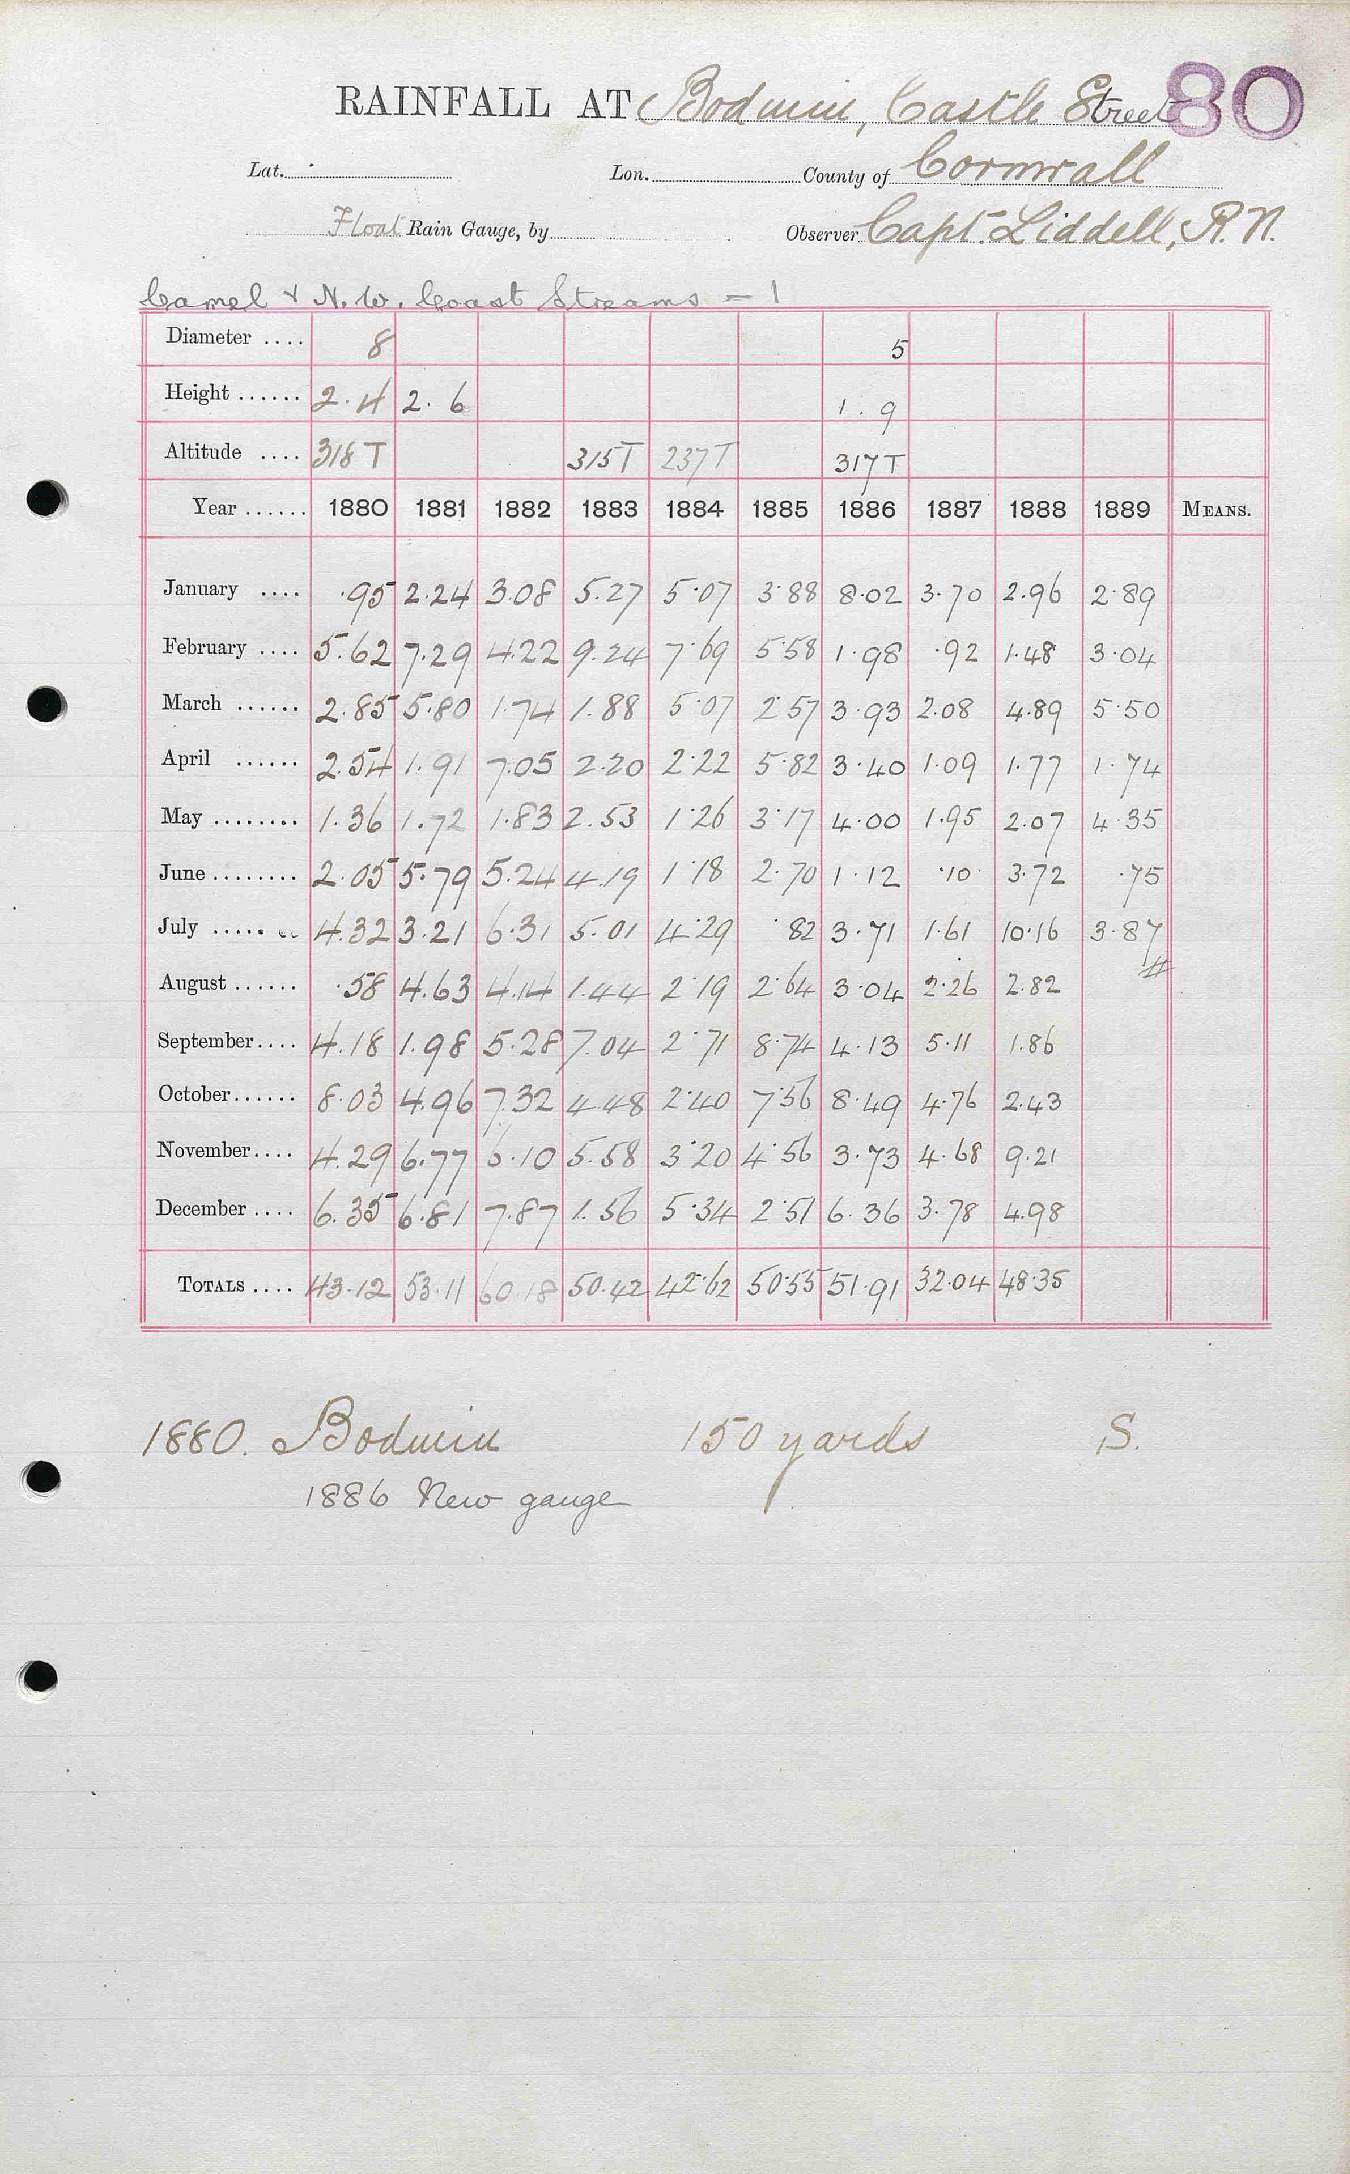 RAINFALL AT Bodmin, Castle Street 80
Lat. Lon. County of Cornwall
Float Rain Gauge, by Observer Capt. Liddell, R.N.
Camel & N.W. Coast Streams = 1
Diameter .... 8 5
Height ...... 2.4 2.6 1.9
Altitude .... 318T 315T 237T 317T
Year ...... 1880 1881 1882 1883 1884 1885 1886 1887 1888 1889 MEANS.
January .... .95 2.24 3.08 5.27 5.07 3.88 8.02 3.70 2.96 2.89
February .... 5.62 7.29 4.22 9.24 7.69 5.58 1.98 .92 1.48 3.04
March ...... 2.85 5.80 1.74 1.88 5.07 2.57 3.93 2.08 4.89 5.50
April ...... 2.54 1.91 7.05 2.20 2.22 5.82 3.40 1.09 1.77 1.74
May ........ 1.36 1.72 1.83 2.53 1.26 3.17 4.00 1.95 2.07 4.35
June ........ 2.05 5.79 5.24 4.19 1.18 2.70 1.12 .10 3.72 .75
July ...... 4.32 3.21 6.31 5.01 4.29 .82 3.71 1.61 10.16 3.87
August ...... .58 4.63 4.14 1.44 2.19 2.64 3.04 2.26 2.82
September.... 4.18 1.98 5.28 7.04 2.71 8.74 4.13 5.11 1.86
October...... 8.03 4.96 7.32 4.48 2.40 7.56 8.49 4.76 2.43
November.... 4.29 6.77 6.10 5.58 3.20 4.56 3.73 4.68 9.21
December .... 6.35 6.81 7.87 1.56 5.34 2.51 6.36 3.78 4.98
TOTALS .... 43.12 53.11 60.18 50.42 42.62 50.55 51.91 32.04 48.35
1880. Bodmin 150 yards S.
1886 New gauge